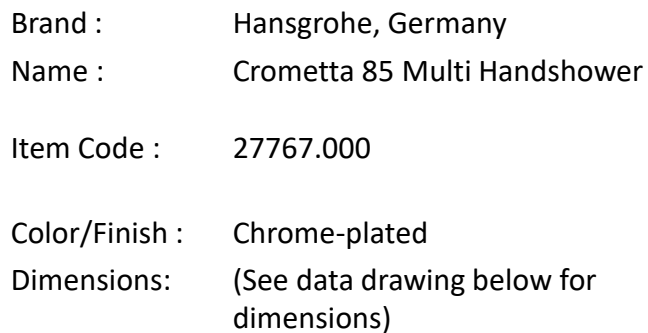 Brand : Hansgrohe, Germany
Name : Crometta 85 Multi Handshower
Item Code : 27767.000
Color/Finish : Chrome-plated
Dimensions: (See data drawing below for
dimensions)